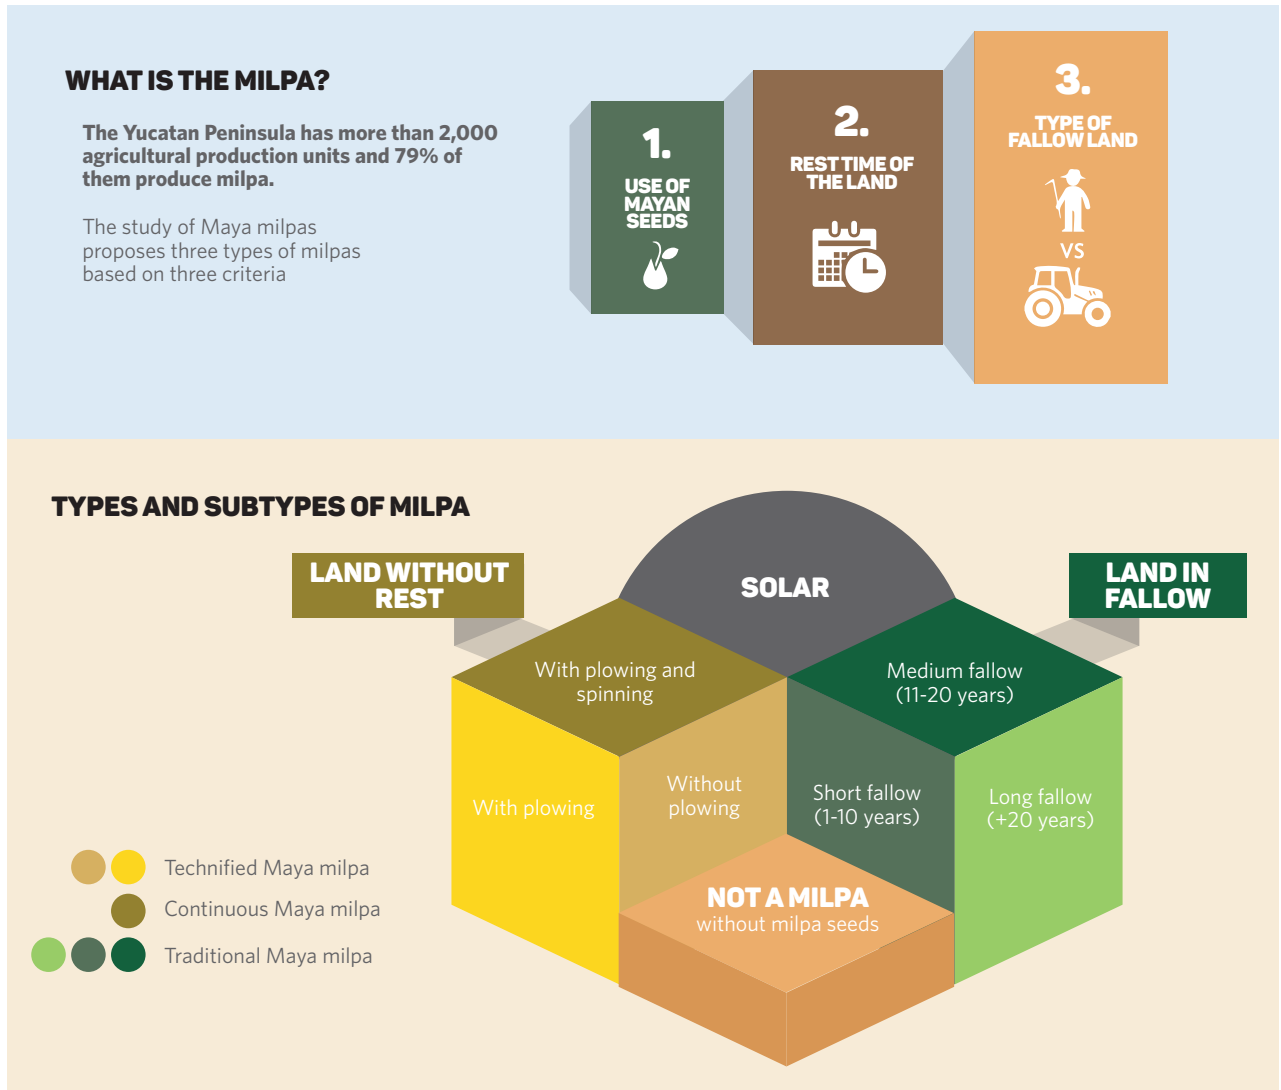 WHAT IS THE MILPA?
The Yucatan Peninsula has more than 2,000
agricultural production units and 79% of
them produce milpa.
The study of Maya milpas
proposes three types of milpas
based on three criteria
1.
USE OF
MAYAN
SEEDS
2.
REST TIME OF
THE LAND
3.
TYPE OF
FALLOW LAND
VS
TYPES AND SUBTYPES OF MILPA
LAND WITHOUT
REST
SOLAR
LAND IN
FALLOW
With plowing and
spinning
Medium fallow
(11-20 years)
With plowing
Without
plowing
Short fallow
(1-10 years)
Long fallow
(+20 years)
NOT A MILPA
without milpa seeds
Technified Maya milpa
Continuous Maya milpa
Traditional Maya milpa